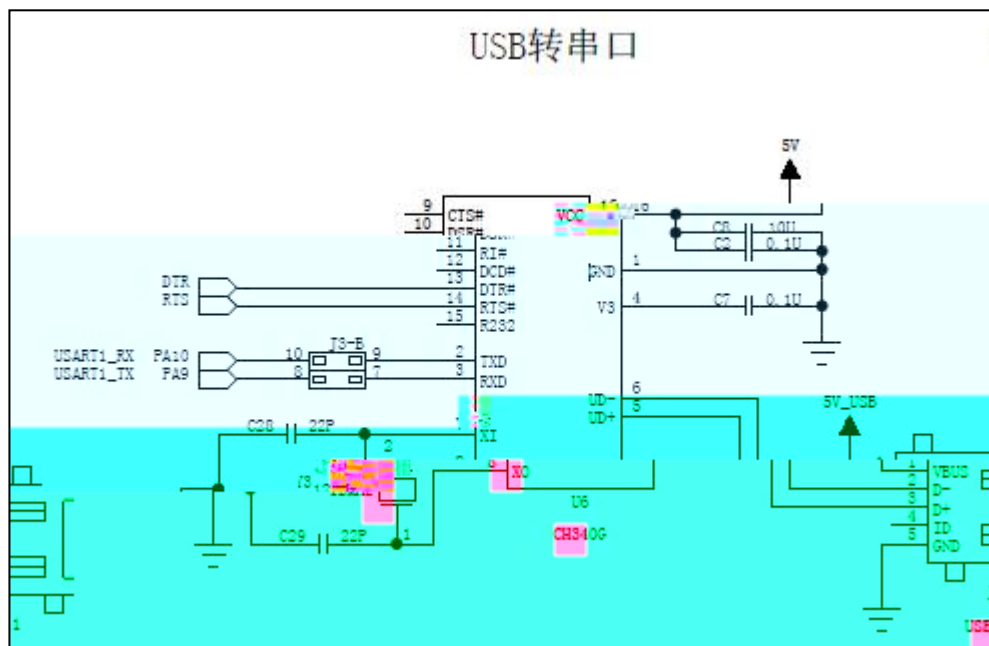 USB转串口
5V
9 CTS# VCC
10
11 RI# C8 10U
C2 0.1U
12 DCD# GND 1
DTR 13 DTR#
RTS 14 RTS# V3 4 C7 0.1U
15 R232
J3-B
USART1_RX PA10 10 9 2 TXD
USART1_TX PA9 8 7 3 RXD
UD- 6
UD+ 5
5V_USB
C28 22P XI
2
XO
1 VBUS
2 D-
3 D+
4 ID
5 GND
U6
C29 22P 1
CH340G
1
USB